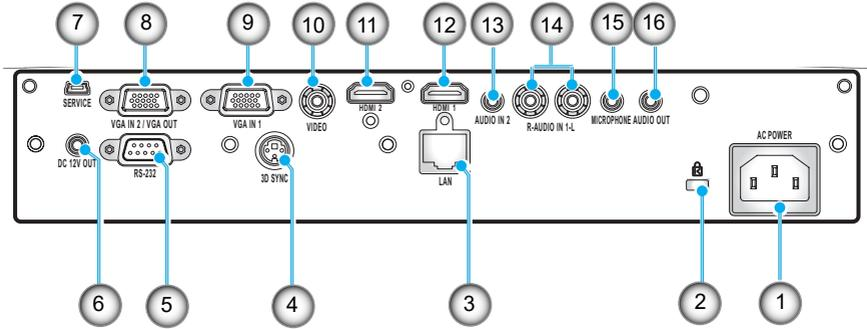 7 8 9 10 11 12 13 14 15 16
SERVICE
VGA IN 2 / VGA OUT
VGA IN 1
VIDEO
HDMI 2
HDMI 1
AUDIO IN 2
R-AUDIO IN 1-L
MICROPHONE
AUDIO OUT
AC POWER
DC 12V OUT
RS-232
3D SYNC
LAN
6 5 4 3 2 1